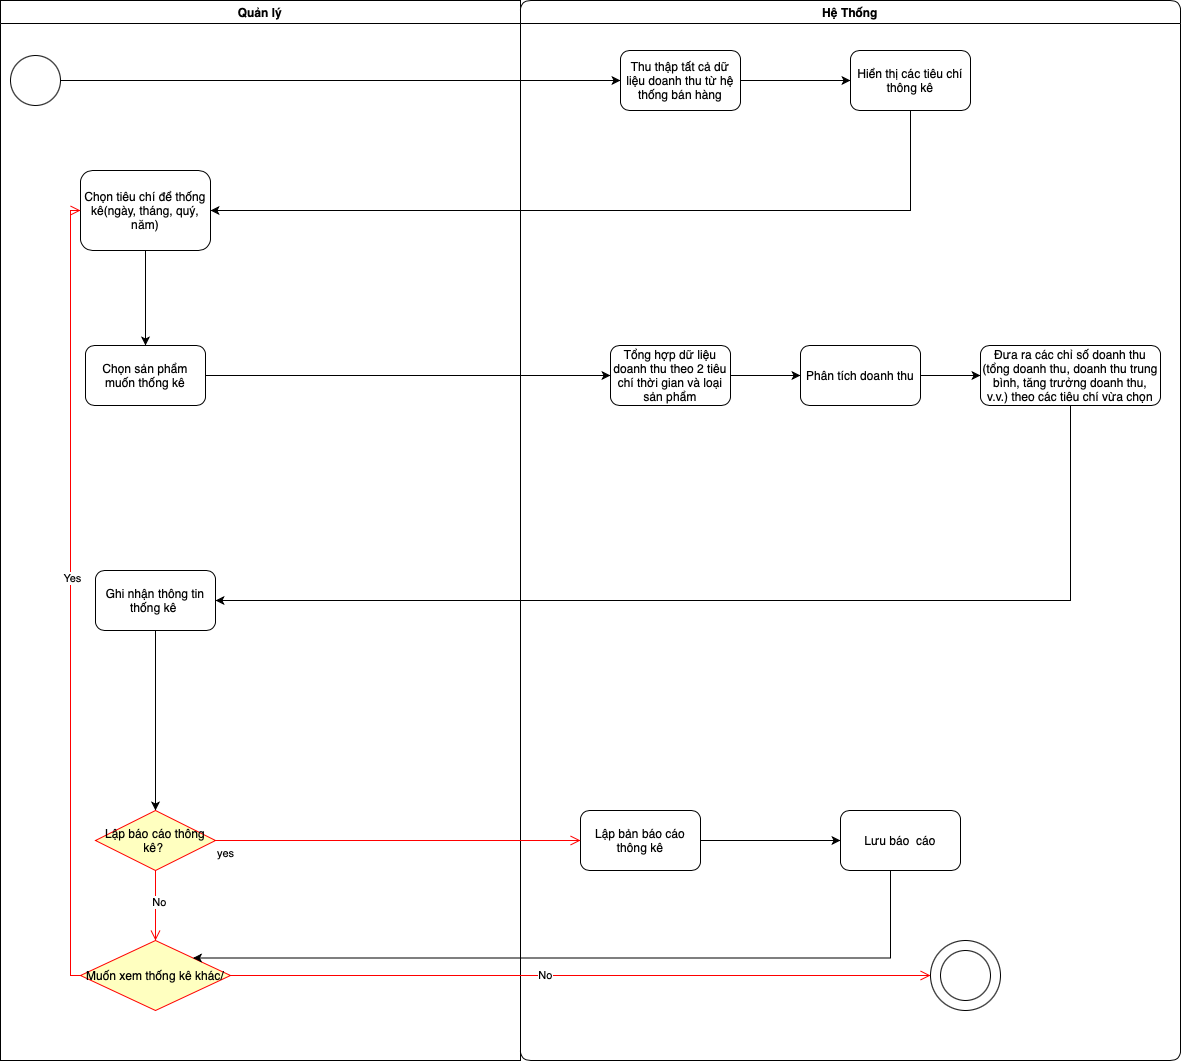 Quản lý
Hệ Thống
Thu thập tất cả dữ
liệu doanh thu từ hệ
thống bán hàng
Hiển thị các tiêu chí
thông kê
Chọn tiêu chí để thống
kê(ngày, tháng, quý,
năm)
Chọn sản phẩm
muốn thống kê
Tổng hợp dữ liệu
doanh thu theo 2 tiêu
chí thời gian và loại
sản phẩm
Phân tích doanh thu
Đưa ra các chỉ số doanh thu
(tổng doanh thu, doanh thu trung
bình, tăng trưởng doanh thu,
v.v.) theo các tiêu chí vừa chọn
Yes
Ghi nhận thông tin
thống kê
Lập báo cáo thông
kê?
yes
Lập bản báo cáo
thông kê
Lưu báo  cáo
No
Muốn xem thống kê khác/
No